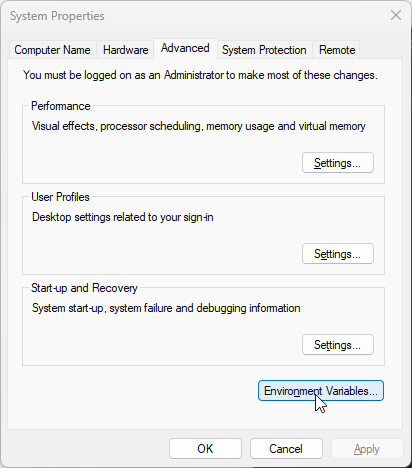 System Properties
Computer Name Hardware Advanced System Protection Remote
You must be logged on as an Administrator to make most of these changes.
Performance
Visual effects, processor scheduling, memory usage and virtual memory
Settings...
User Profiles
Desktop settings related to your sign-in
Settings...
Start-up and Recovery
System start-up, system failure and debugging information
Settings...
Environment Variables...
OK Cancel Apply